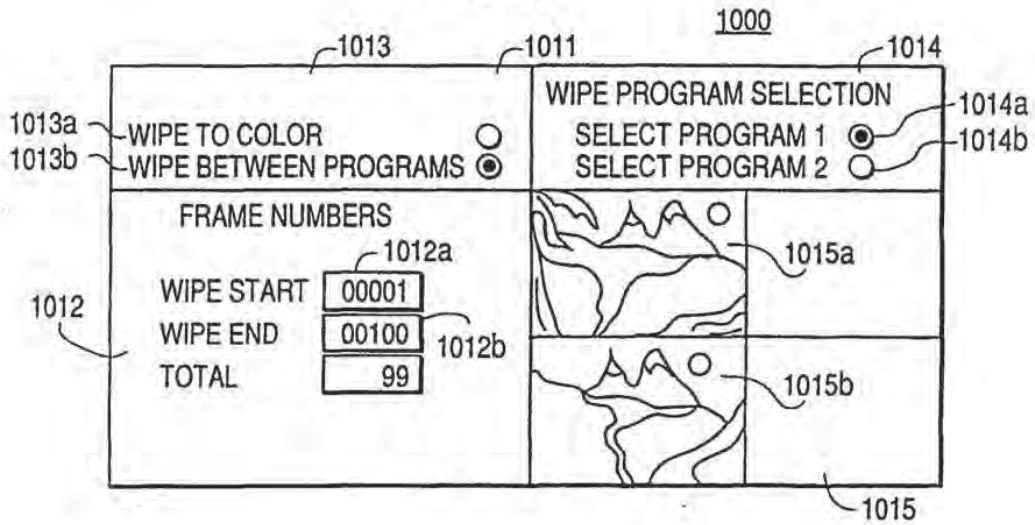 1000
1013
1011
1014
WIPE PROGRAM SELECTION
1014a
1013a
WIPE TO COLOR
SELECT PROGRAM 1
1013b
WIPE BETWEEN PROGRAMS
SELECT PROGRAM 2
1014b
FRAME NUMBERS
1012a
1015a
WIPE START 00001
1012
WIPE END 00100
1012b
TOTAL 99
1015b
1015